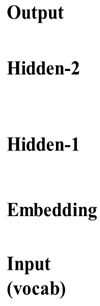 Output
Hidden-2
Hidden-1
Embedding
Input
(vocab)